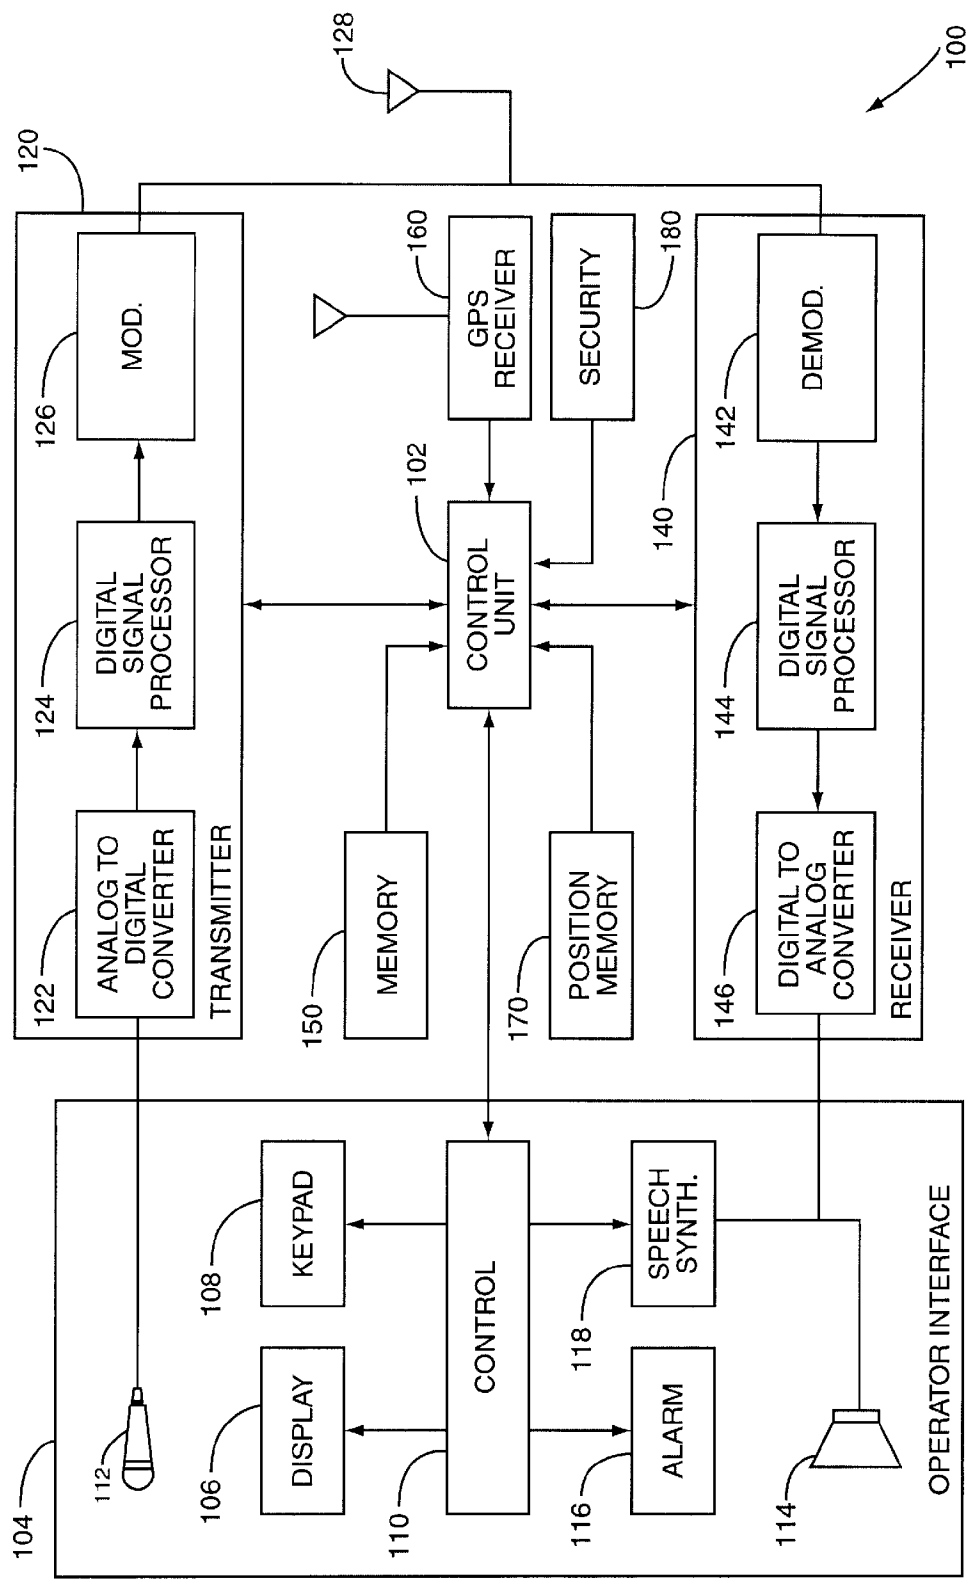 104
112
106
DISPLAY
108
KEYPAD
110
CONTROL
116
ALARM
118
SPEECH
SYNTH.
114
OPERATOR INTERFACE
120
122
ANALOG TO
DIGITAL
CONVERTER
124
DIGITAL
SIGNAL
PROCESSOR
126
MOD.
TRANSMITTER
128
150
MEMORY
102
CONTROL
UNIT
160
GPS
RECEIVER
170
POSITION
MEMORY
180
SECURITY
140
146
DIGITAL TO
ANALOG
CONVERTER
144
DIGITAL
SIGNAL
PROCESSOR
142
DEMOD.
RECEIVER
100